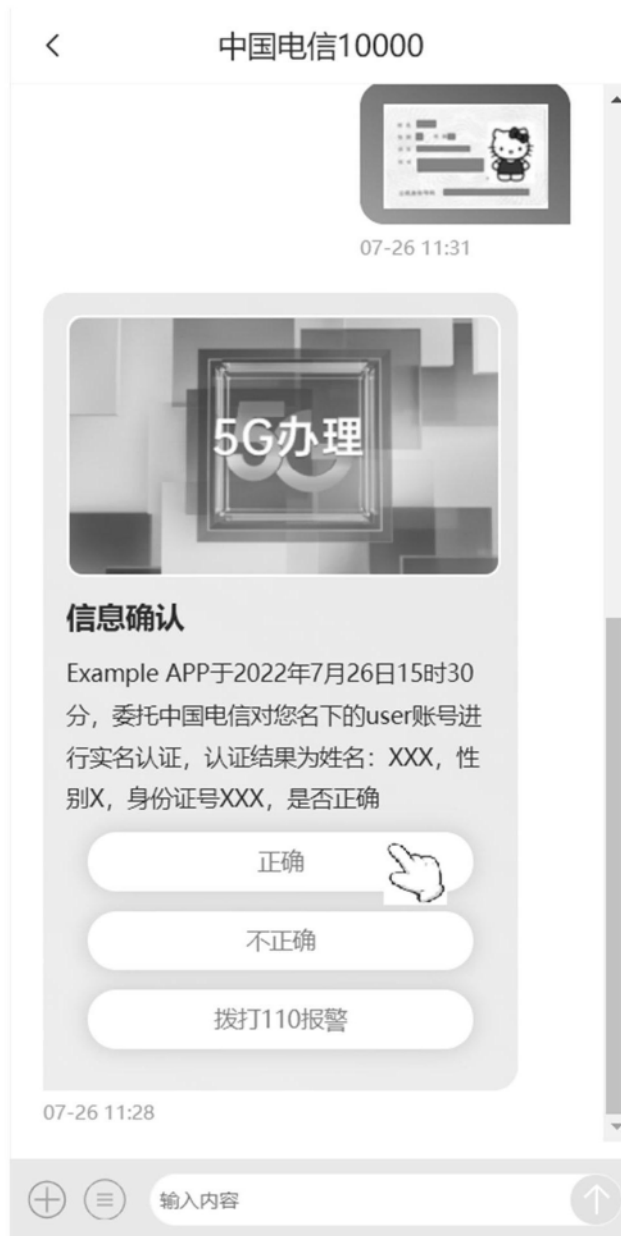 中国电信10000
07-26 11:31
5G办理
信息确认
Example APP于2022年7月26日15时30
分，委托中国电信对您名下的user账号进
行实名认证，认证结果为姓名：XXX，性
别X，身份证号XXX，是否正确
正确
不正确
拨打110报警
07-26 11:28
输入内容